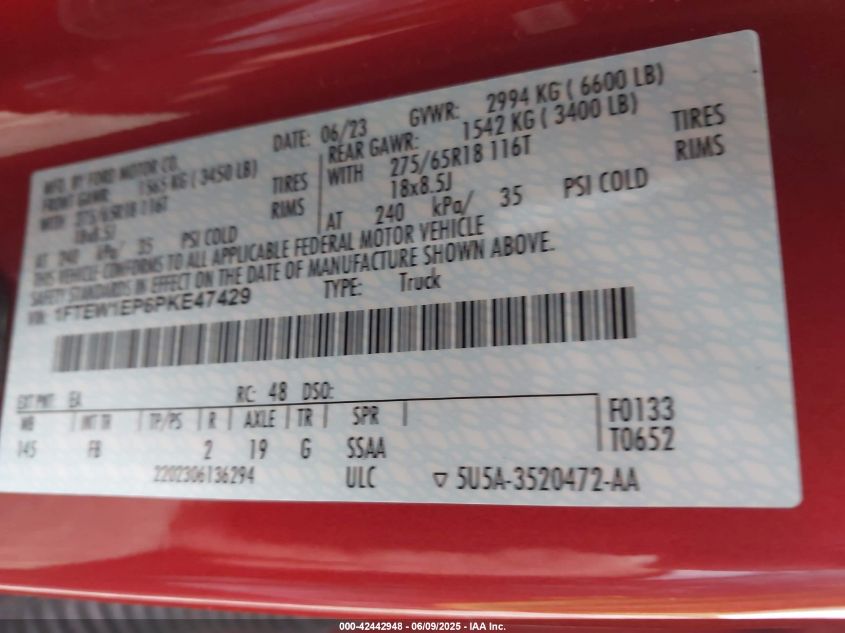 MFD. BY FORD MOTOR CO. DATE: 06/23 GVWR: 2994 KG ( 6600 LB)
FRONT GAWR: 1565 KG ( 3450 LB) REAR GAWR: 1542 KG ( 3400 LB)
WITH 275/65R18 116T TIRES WITH 275/65R18 116T TIRES
18x8.5J RIMS 18x8.5J RIMS
AT 240 kPa/ 35 PSI COLD AT 240 kPa/ 35 PSI COLD
THIS VEHICLE CONFORMS TO ALL APPLICABLE FEDERAL MOTOR VEHICLE
SAFETY STANDARDS IN EFFECT ON THE DATE OF MANUFACTURE SHOWN ABOVE.
VIN: 1FTEW1EP6PKE47429 TYPE: Truck
EXT PNT: EA RC: 48 DSO:
WB INT TR TP/PS R AXLE TR SPR F0133
145 FB 2 19 G SSAA T0652
2202306136294 ULC ▽ 5U5A-3520472-AA
000-42442948 - 06/09/2025 - IAA Inc.